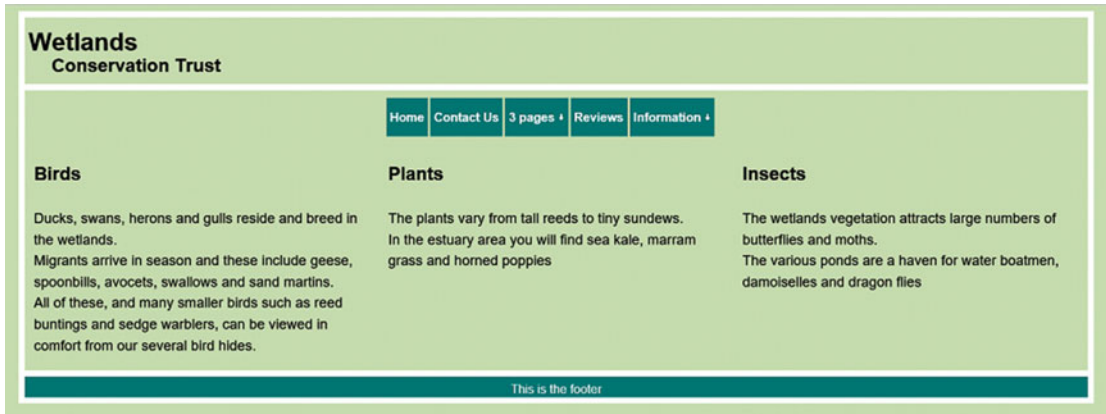 Wetlands
Conservation Trust
Home Contact Us 3 pages ↓ Reviews Information ↓
Birds
Ducks, swans, herons and gulls reside and breed in
the wetlands.
Migrants arrive in season and these include geese,
spoonbills, avocets, swallows and sand martins.
All of these, and many smaller birds such as reed
buntings and sedge warblers, can be viewed in
comfort from our several bird hides.
Plants
The plants vary from tall reeds to tiny sundews.
In the estuary area you will find sea kale, marram
grass and horned poppies
Insects
The wetlands vegetation attracts large numbers of
butterflies and moths.
The various ponds are a haven for water boatmen,
damoiselles and dragon flies
This is the footer